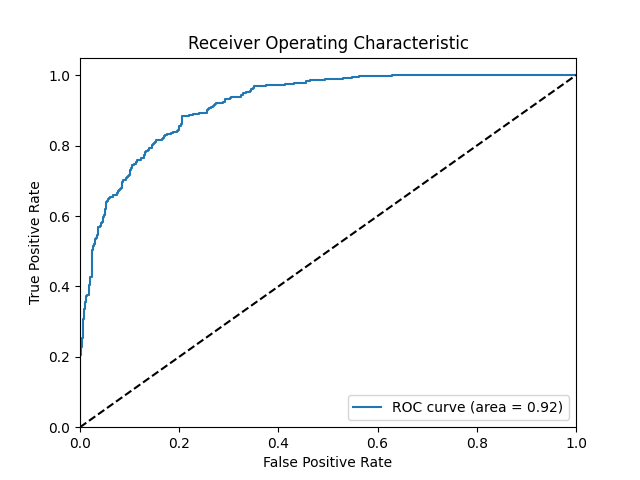 Receiver Operating Characteristic
True Positive Rate
1.0
0.8
0.6
0.4
0.2
0.0
ROC curve (area = 0.92)
0.0 0.2 0.4 0.6 0.8 1.0
False Positive Rate